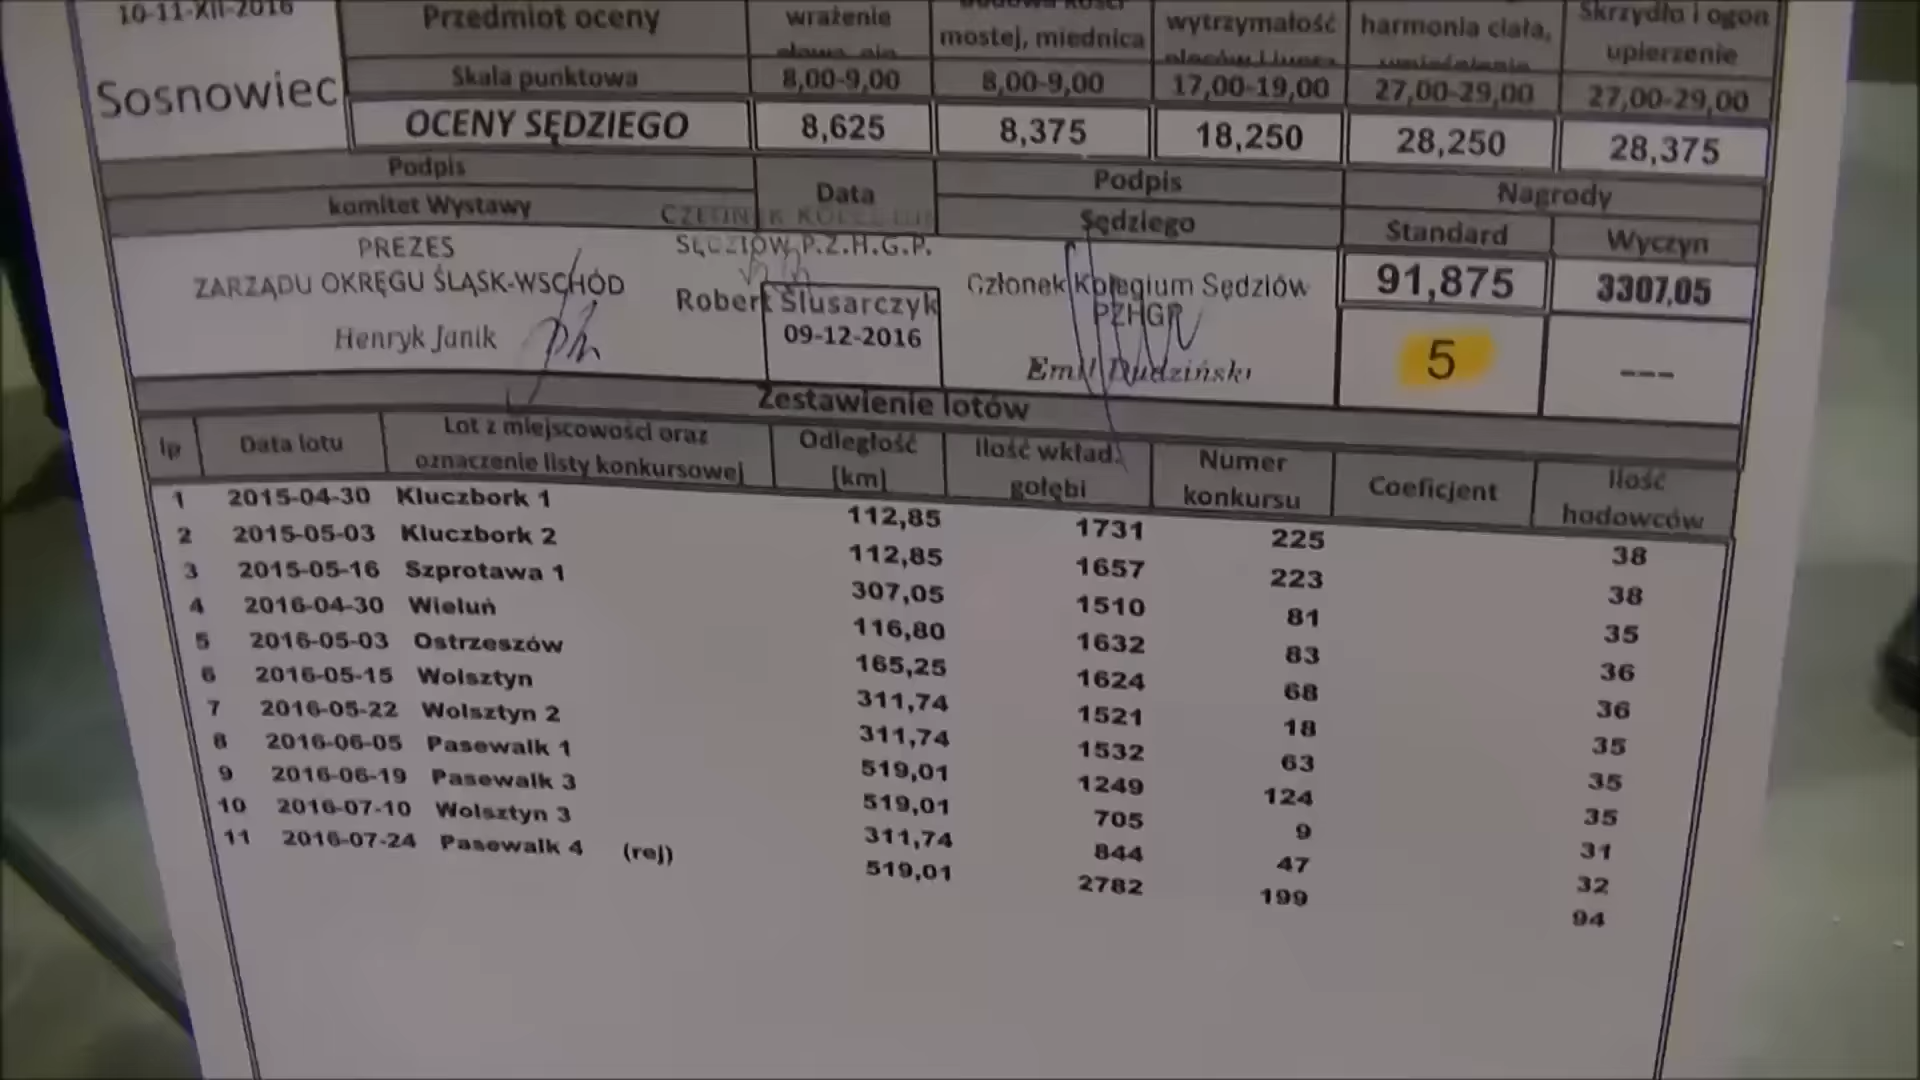 10-11-XII-2016
Sosnowiec
Przedmiot oceny
wrażenie
mostej, miednica
wytrzymałość
harmonia ciała,
Skrzydło i ogon
upierzenie
Skala punktowa 8,00-9,00 8,00-9,00 17,00-19,00 27,00-29,00 27,00-29,00
OCENY SĘDZIEGO 8,625 8,375 18,250 28,250 28,375
Podpis
komitet Wystawy
Data
Podpis
Sędziego
Nagrody
Standard Wyczyn
91,875 3307,05
5 ---
PREZES
ZARZĄDU OKRĘGU ŚLĄSK-WSCHÓD
Henryk Janik
SĘDZIÓW P.Z.H.G.P.
Robert Ślusarczyk
09-12-2016
Członek Kolegium Sędziów
PZHGP
Emil Dudziński
Zestawienie lotów
lp Data lotu Lot z miejscowości oraz oznaczenie listy konkursowej Odległość [km] Ilość wkład. gołębi Numer konkursu Coeficjent Ilość hodowców
1 2015-04-30 Kluczbork 1 112,85 1731 225 38
2 2015-05-03 Kluczbork 2 112,85 1657 223 38
3 2015-05-16 Szprotawa 1 307,05 1510 81 35
4 2016-04-30 Wieluń 116,80 1632 83 36
5 2016-05-03 Ostrzeszów 165,25 1624 68 36
6 2016-05-15 Wolsztyn 311,74 1521 18 35
7 2016-05-22 Wolsztyn 2 311,74 1532 63 35
8 2016-06-05 Pasewalk 1 519,01 1249 124 35
9 2016-06-19 Pasewalk 3 519,01 705 9 31
10 2016-07-10 Wolsztyn 3 311,74 844 47 32
11 2016-07-24 Pasewalk 4 (rej) 519,01 2782 199 94